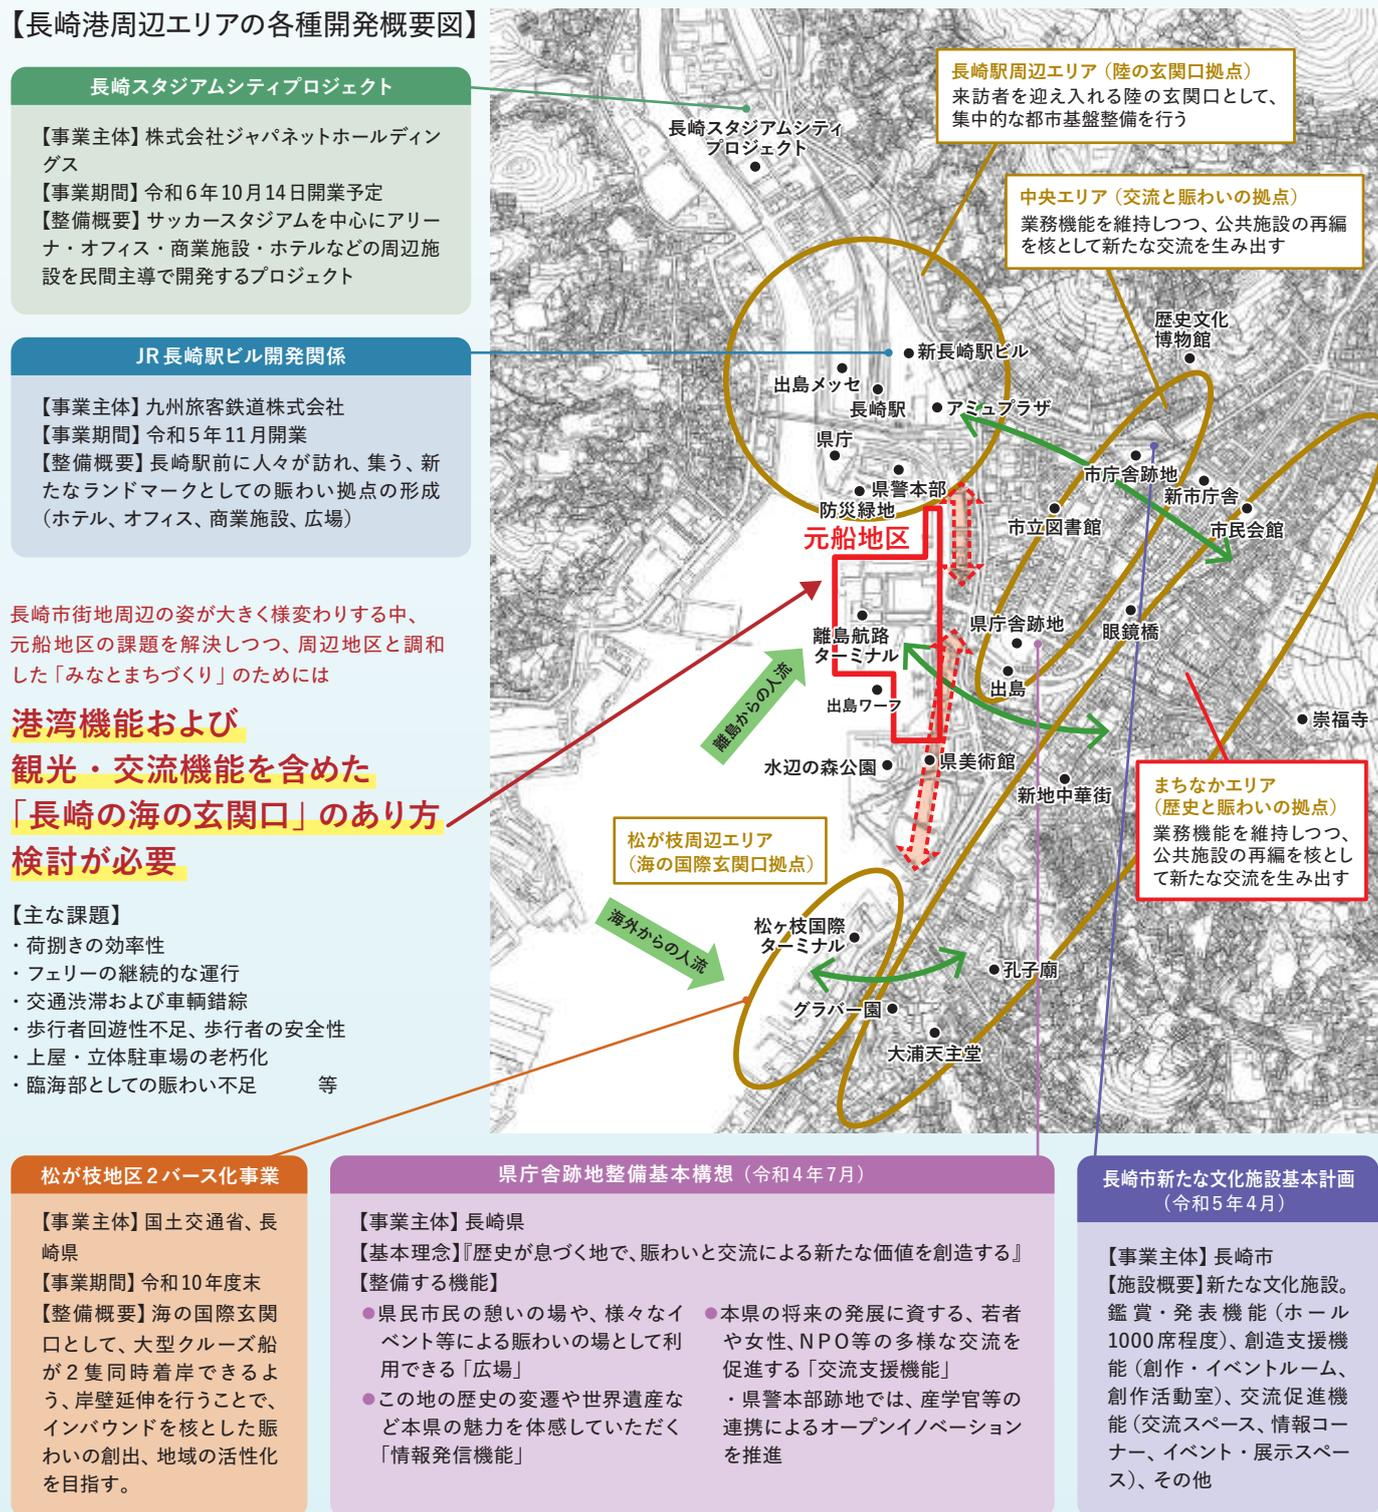 【長崎港周辺エリアの各種開発概要図】
長崎スタジアムシティプロジェクト
【事業主体】株式会社ジャパネットホールディン
グス
【事業期間】令和6年10月14日開業予定
【整備概要】サッカースタジアムを中心にアリー
ナ・オフィス・商業施設・ホテルなどの周辺施
設を民間主導で開発するプロジェクト
JR長崎駅ビル開発関係
【事業主体】九州旅客鉄道株式会社
【事業期間】令和5年11月開業
【整備概要】長崎駅前に人々が訪れ、集う、新
たなランドマークとしての賑わい拠点の形成
（ホテル、オフィス、商業施設、広場）
長崎市街地周辺の姿が大きく様変わりする中、
元船地区の課題を解決しつつ、周辺地区と調和
した「みなとまちづくり」のためには
港湾機能および
観光・交流機能を含めた
「長崎の海の玄関口」のあり方
検討が必要
【主な課題】
・荷捌きの効率性
・フェリーの継続的な運行
・交通渋滞および車輌錯綜
・歩行者回遊性不足、歩行者の安全性
・上屋・立体駐車場の老朽化
・臨海部としての賑わい不足　　　等
長崎駅周辺エリア（陸の玄関口拠点）
来訪者を迎え入れる陸の玄関口として、
集中的な都市基盤整備を行う
中央エリア（交流と賑わいの拠点）
業務機能を維持しつつ、公共施設の再編
を核として新たな交流を生み出す
長崎スタジアムシティ
プロジェクト
歴史文化
博物館
新長崎駅ビル
出島メッセ
長崎駅
アミュプラザ
県庁
県警本部
防災緑地
市庁舎跡地
新市庁舎
市立図書館
市民会館
元船地区
離島航路
ターミナル
県庁舎跡地
眼鏡橋
出島
出島ワーフ
離島からの人流
崇福寺
水辺の森公園
県美術館
新地中華街
まちなかエリア
（歴史と賑わいの拠点）
業務機能を維持しつつ、
公共施設の再編を核とし
て新たな交流を生み出す
松が枝周辺エリア
（海の国際玄関口拠点）
海外からの人流
松ヶ枝国際
ターミナル
孔子廟
グラバー園
大浦天主堂
松が枝地区2バース化事業
【事業主体】国土交通省、長
崎県
【事業期間】令和10年度末
【整備概要】海の国際玄関
口として、大型クルーズ船
が2隻同時着岸できるよ
う、岸壁延伸を行うことで、
インバウンドを核とした賑
わいの創出、地域の活性化
を目指す。
県庁舎跡地整備基本構想（令和4年7月）
【事業主体】長崎県
【基本理念】『歴史が息づく地で、賑わいと交流による新たな価値を創造する』
【整備する機能】
●県民市民の憩いの場や、様々なイ
ベント等による賑わいの場として利
用できる「広場」
●この地の歴史の変遷や世界遺産な
ど本県の魅力を体感していただく
「情報発信機能」
●本県の将来の発展に資する、若者
や女性、NPO等の多様な交流を
促進する「交流支援機能」
・県警本部跡地では、産学官等の
連携によるオープンイノベーション
を推進
長崎市新たな文化施設基本計画
（令和5年4月）
【事業主体】長崎市
【施設概要】新たな文化施設。
鑑賞・発表機能（ホール
1000席程度）、創造支援機
能（創作・イベントルーム、
創作活動室）、交流促進機
能（交流スペース、情報コー
ナー、イベント・展示スペー
ス）、その他